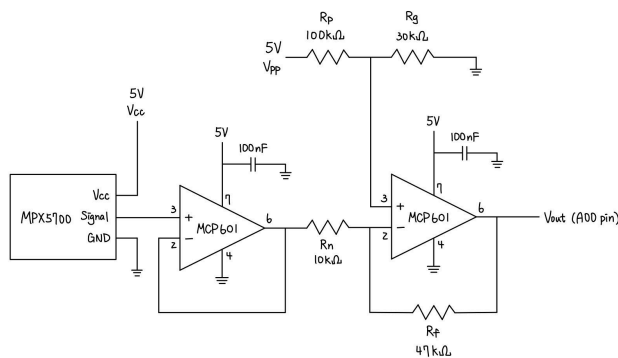 Rp
100kΩ
Rg
30kΩ
5V
Vpp
5V
Vcc
5V
100nF
5V
100nF
MPX5700
Vcc
Signal
GND
3
+
2
-
7
MCP601
6
4
Rn
10kΩ
3
+
2
-
7
MCP601
6
4
Vout (A0D pin)
Rf
47kΩ